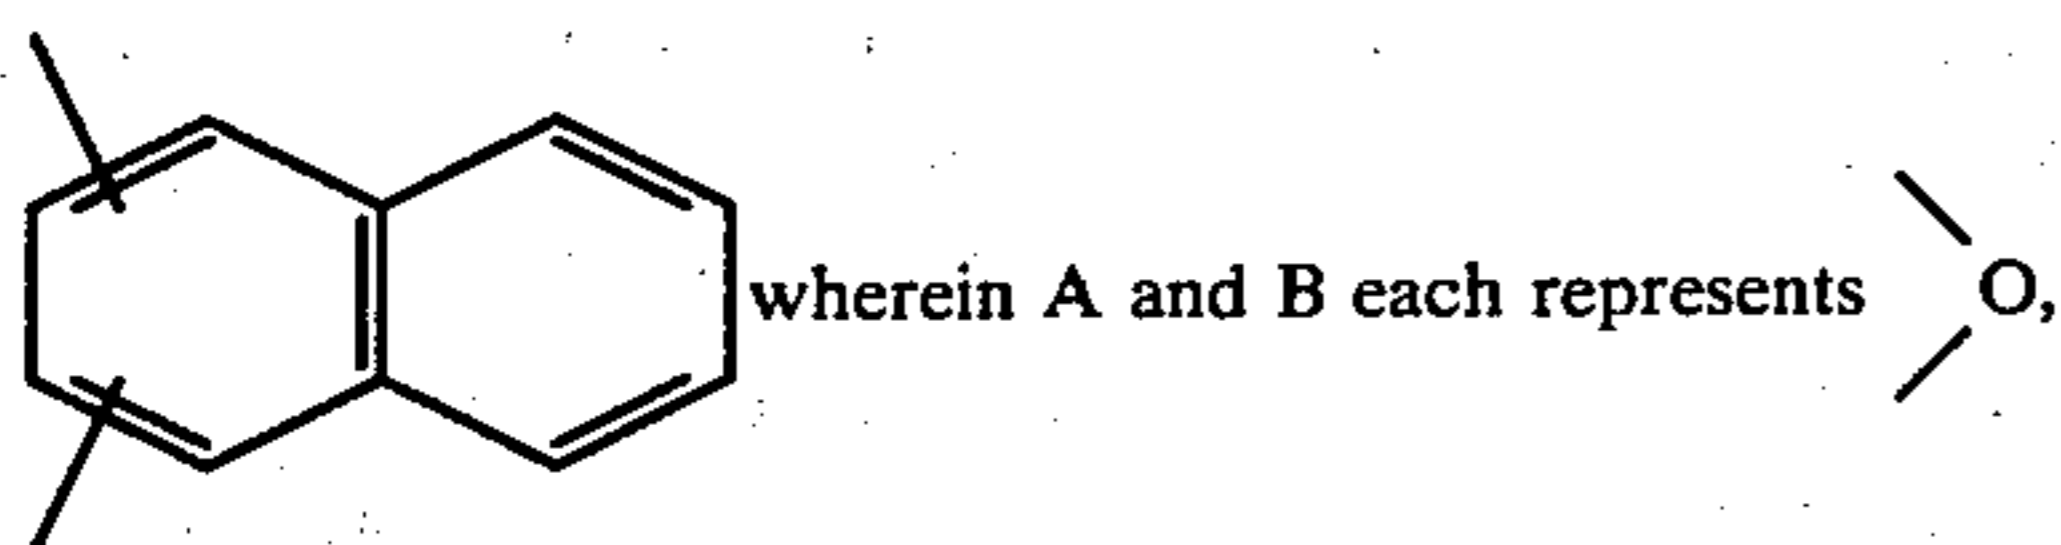 wherein A and B each represents O,